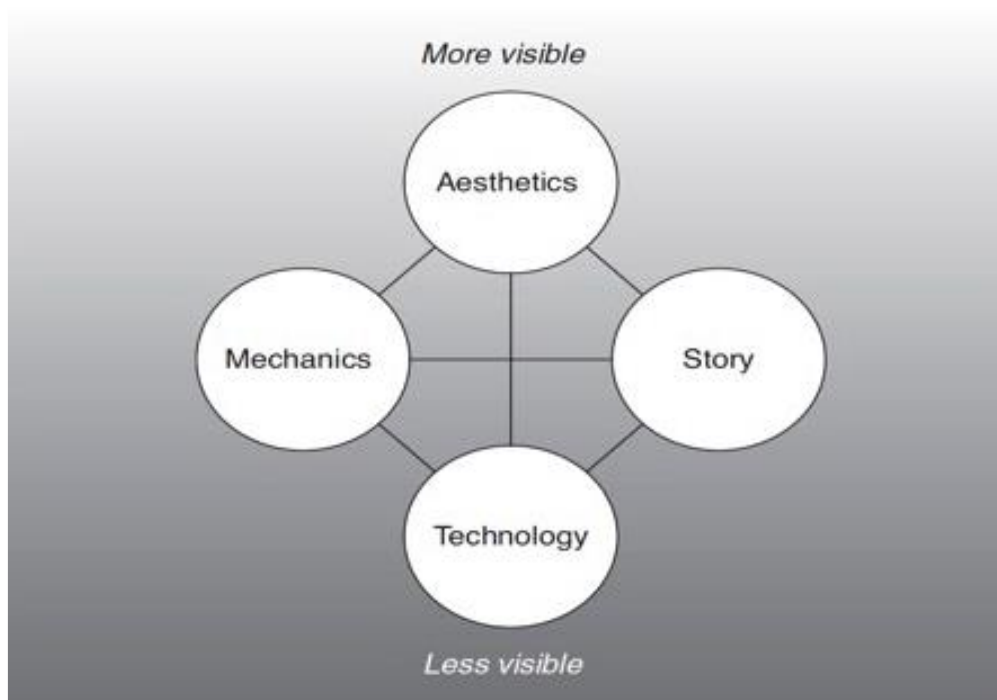 More visible
Aesthetics
Mechanics
Story
Technology
Less visible